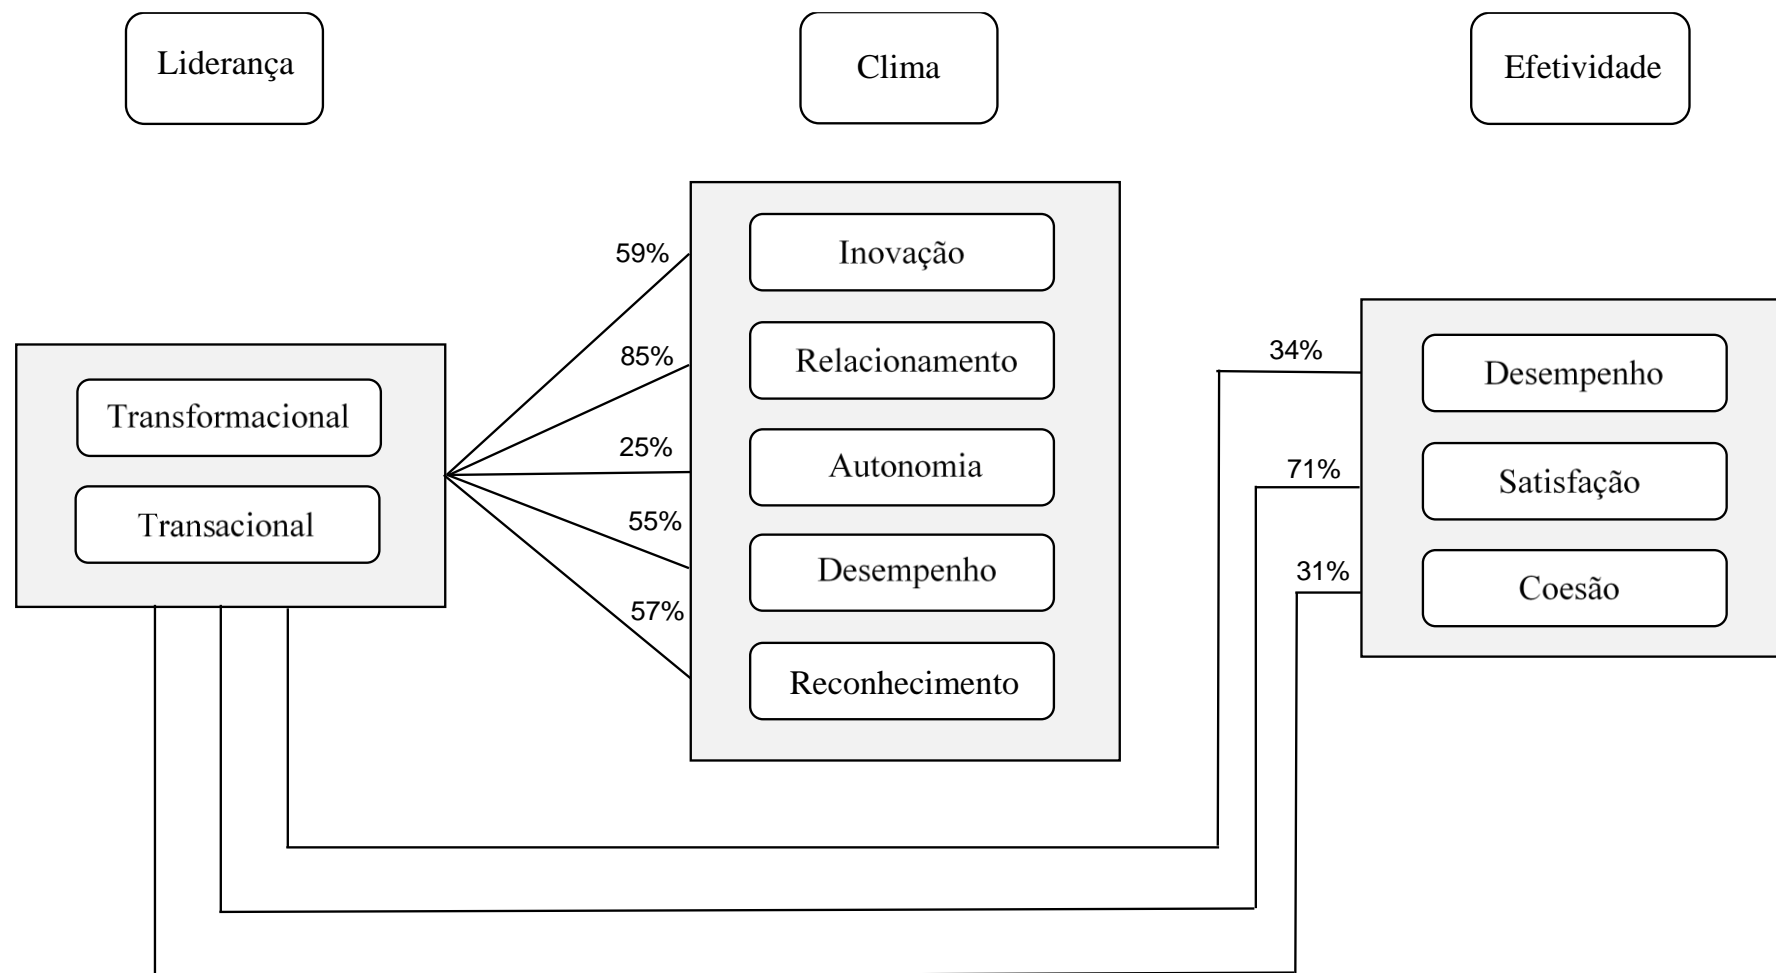 Liderança
Clima
Efetividade
59%
85%
25%
55%
57%
Transformacional
Transacional
Inovação
Relacionamento
Autonomia
Desempenho
Reconhecimento
34%
71%
31%
Desempenho
Satisfação
Coesão